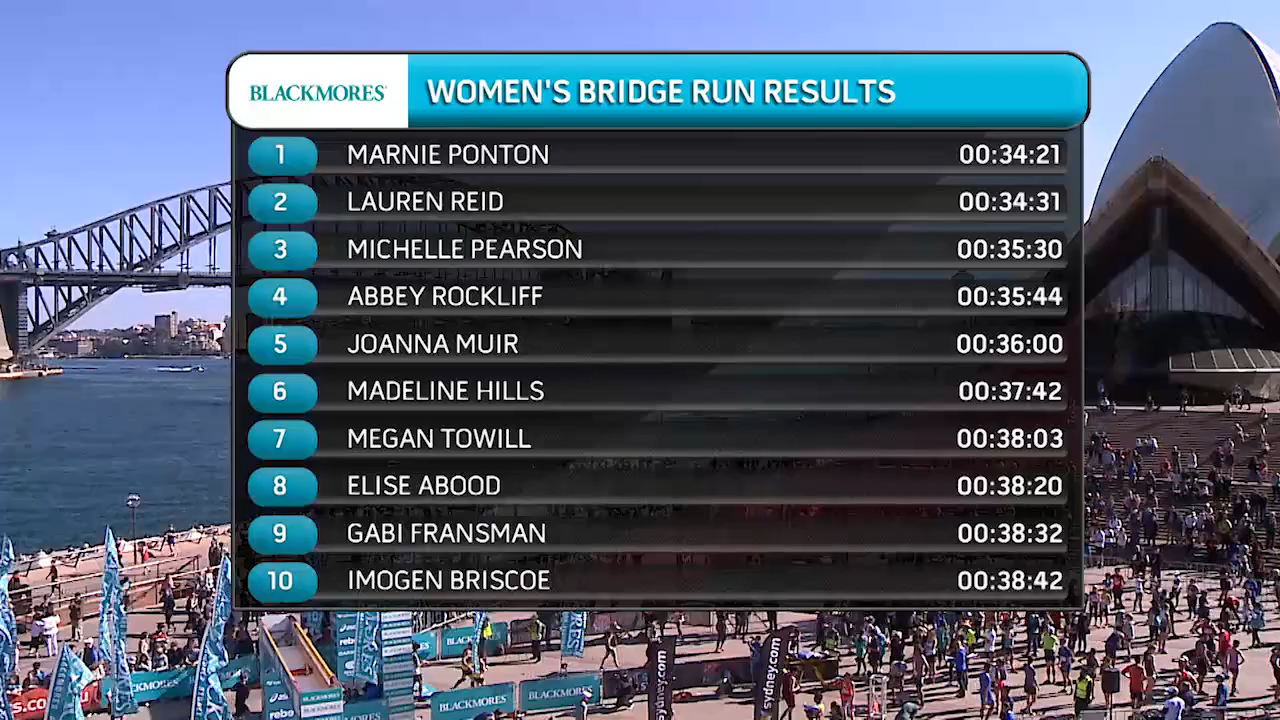 BLACKMORES
WOMEN'S BRIDGE RUN RESULTS
1 MARNIE PONTON 00:34:21
2 LAUREN REID 00:34:31
3 MICHELLE PEARSON 00:35:30
4 ABBEY ROCKLIFF 00:35:44
5 JOANNA MUIR 00:36:00
6 MADELINE HILLS 00:37:42
7 MEGAN TOWILL 00:38:03
8 ELISE ABOOD 00:38:20
9 GABI FRANSMAN 00:38:32
10 IMOGEN BRISCOE 00:38:42
BLACKMORES
BLACKMORES
sydney.com